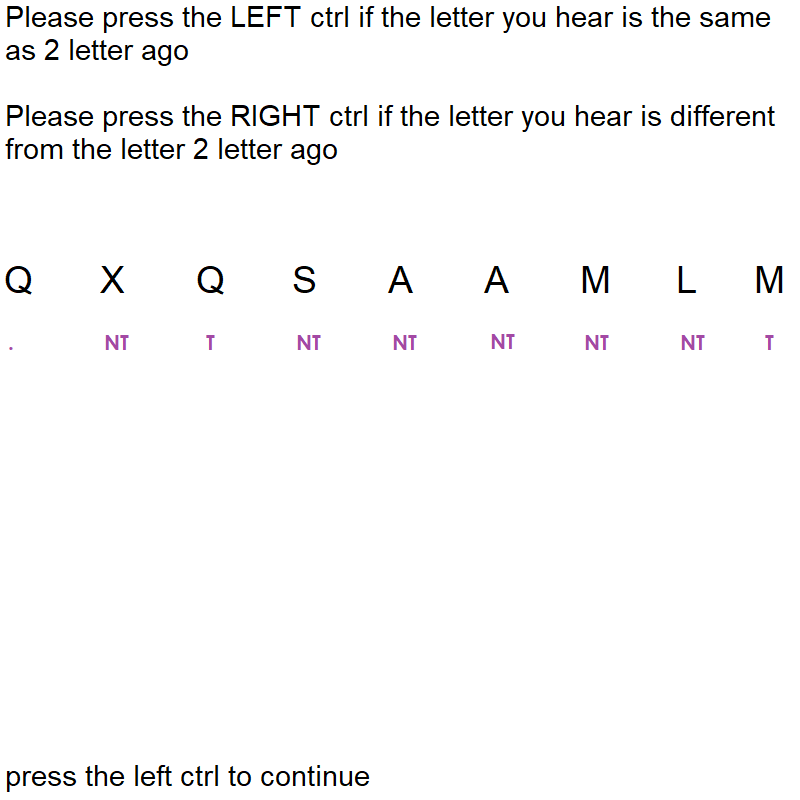 Please press the LEFT ctrl if the letter you hear is the same
as 2 letter ago
Please press the RIGHT ctrl if the letter you hear is different
from the letter 2 letter ago
Q X Q S A A M L M
. NT T NT NT NT NT NT T
press the left ctrl to continue